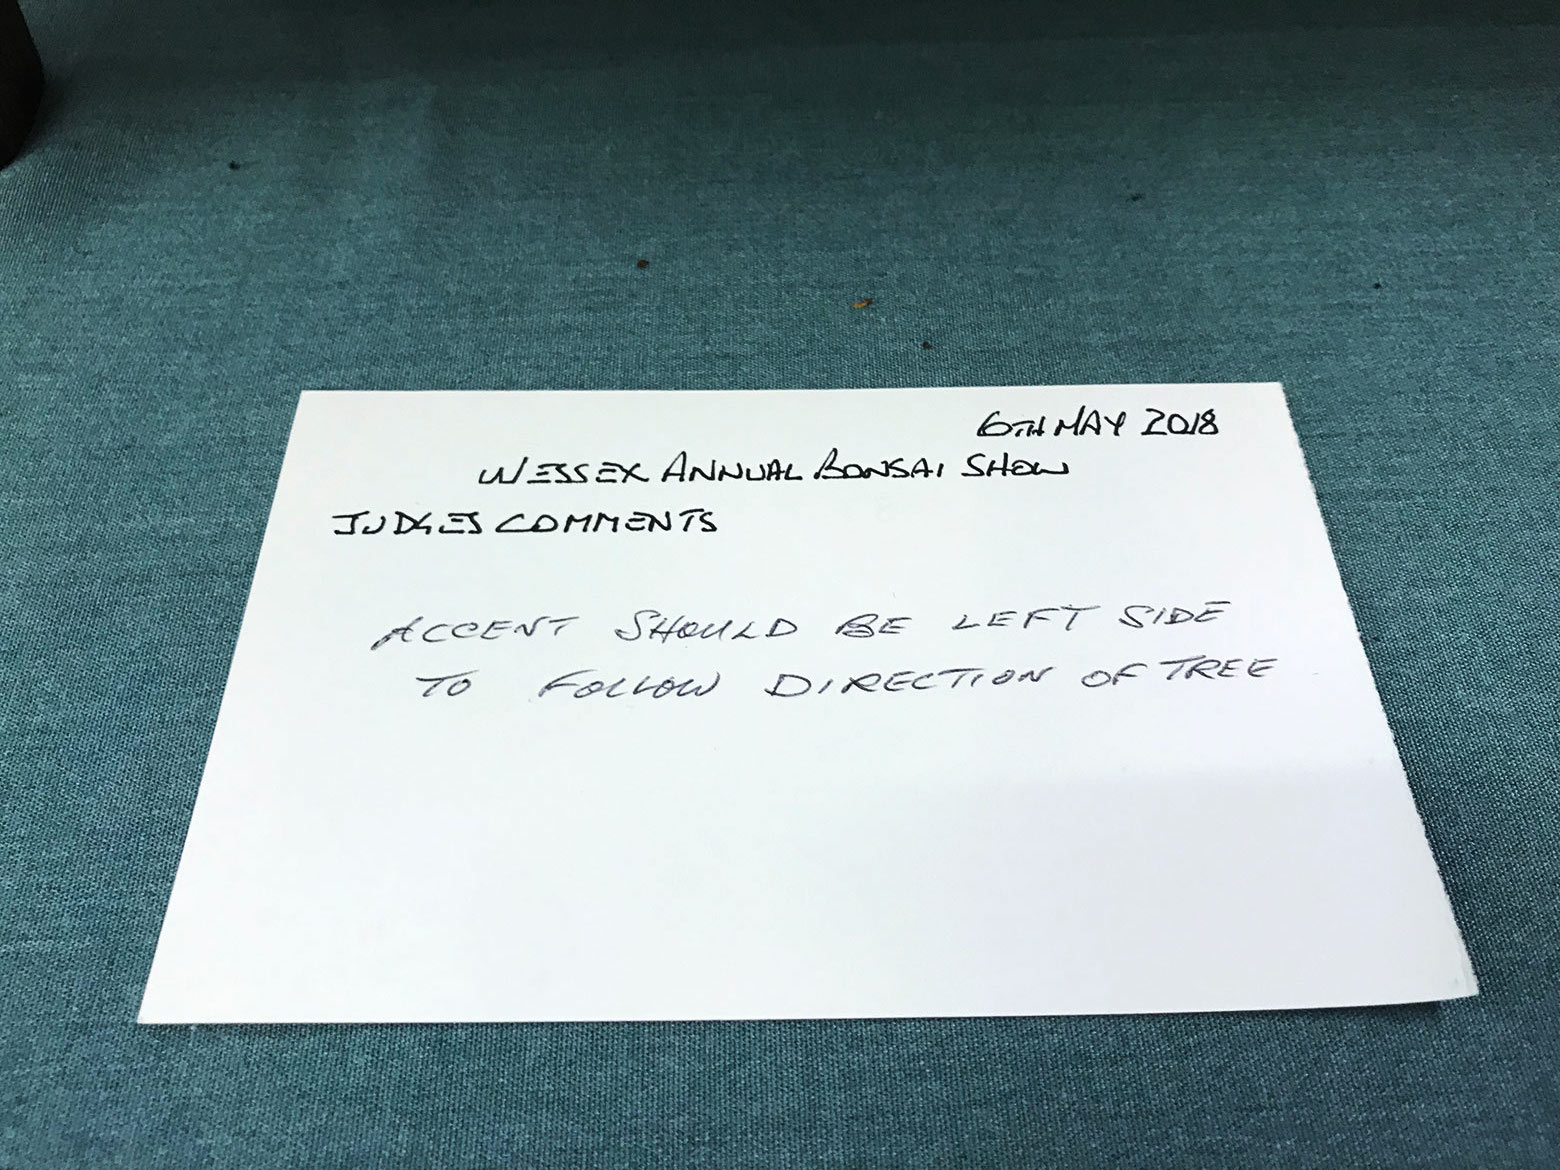 6TH MAY 2018
WESSEX ANNUAL BONSAI SHOW
JUDGES COMMENTS
ACCENT SHOULD BE LEFT SIDE
TO FOLLOW DIRECTION OF TREE